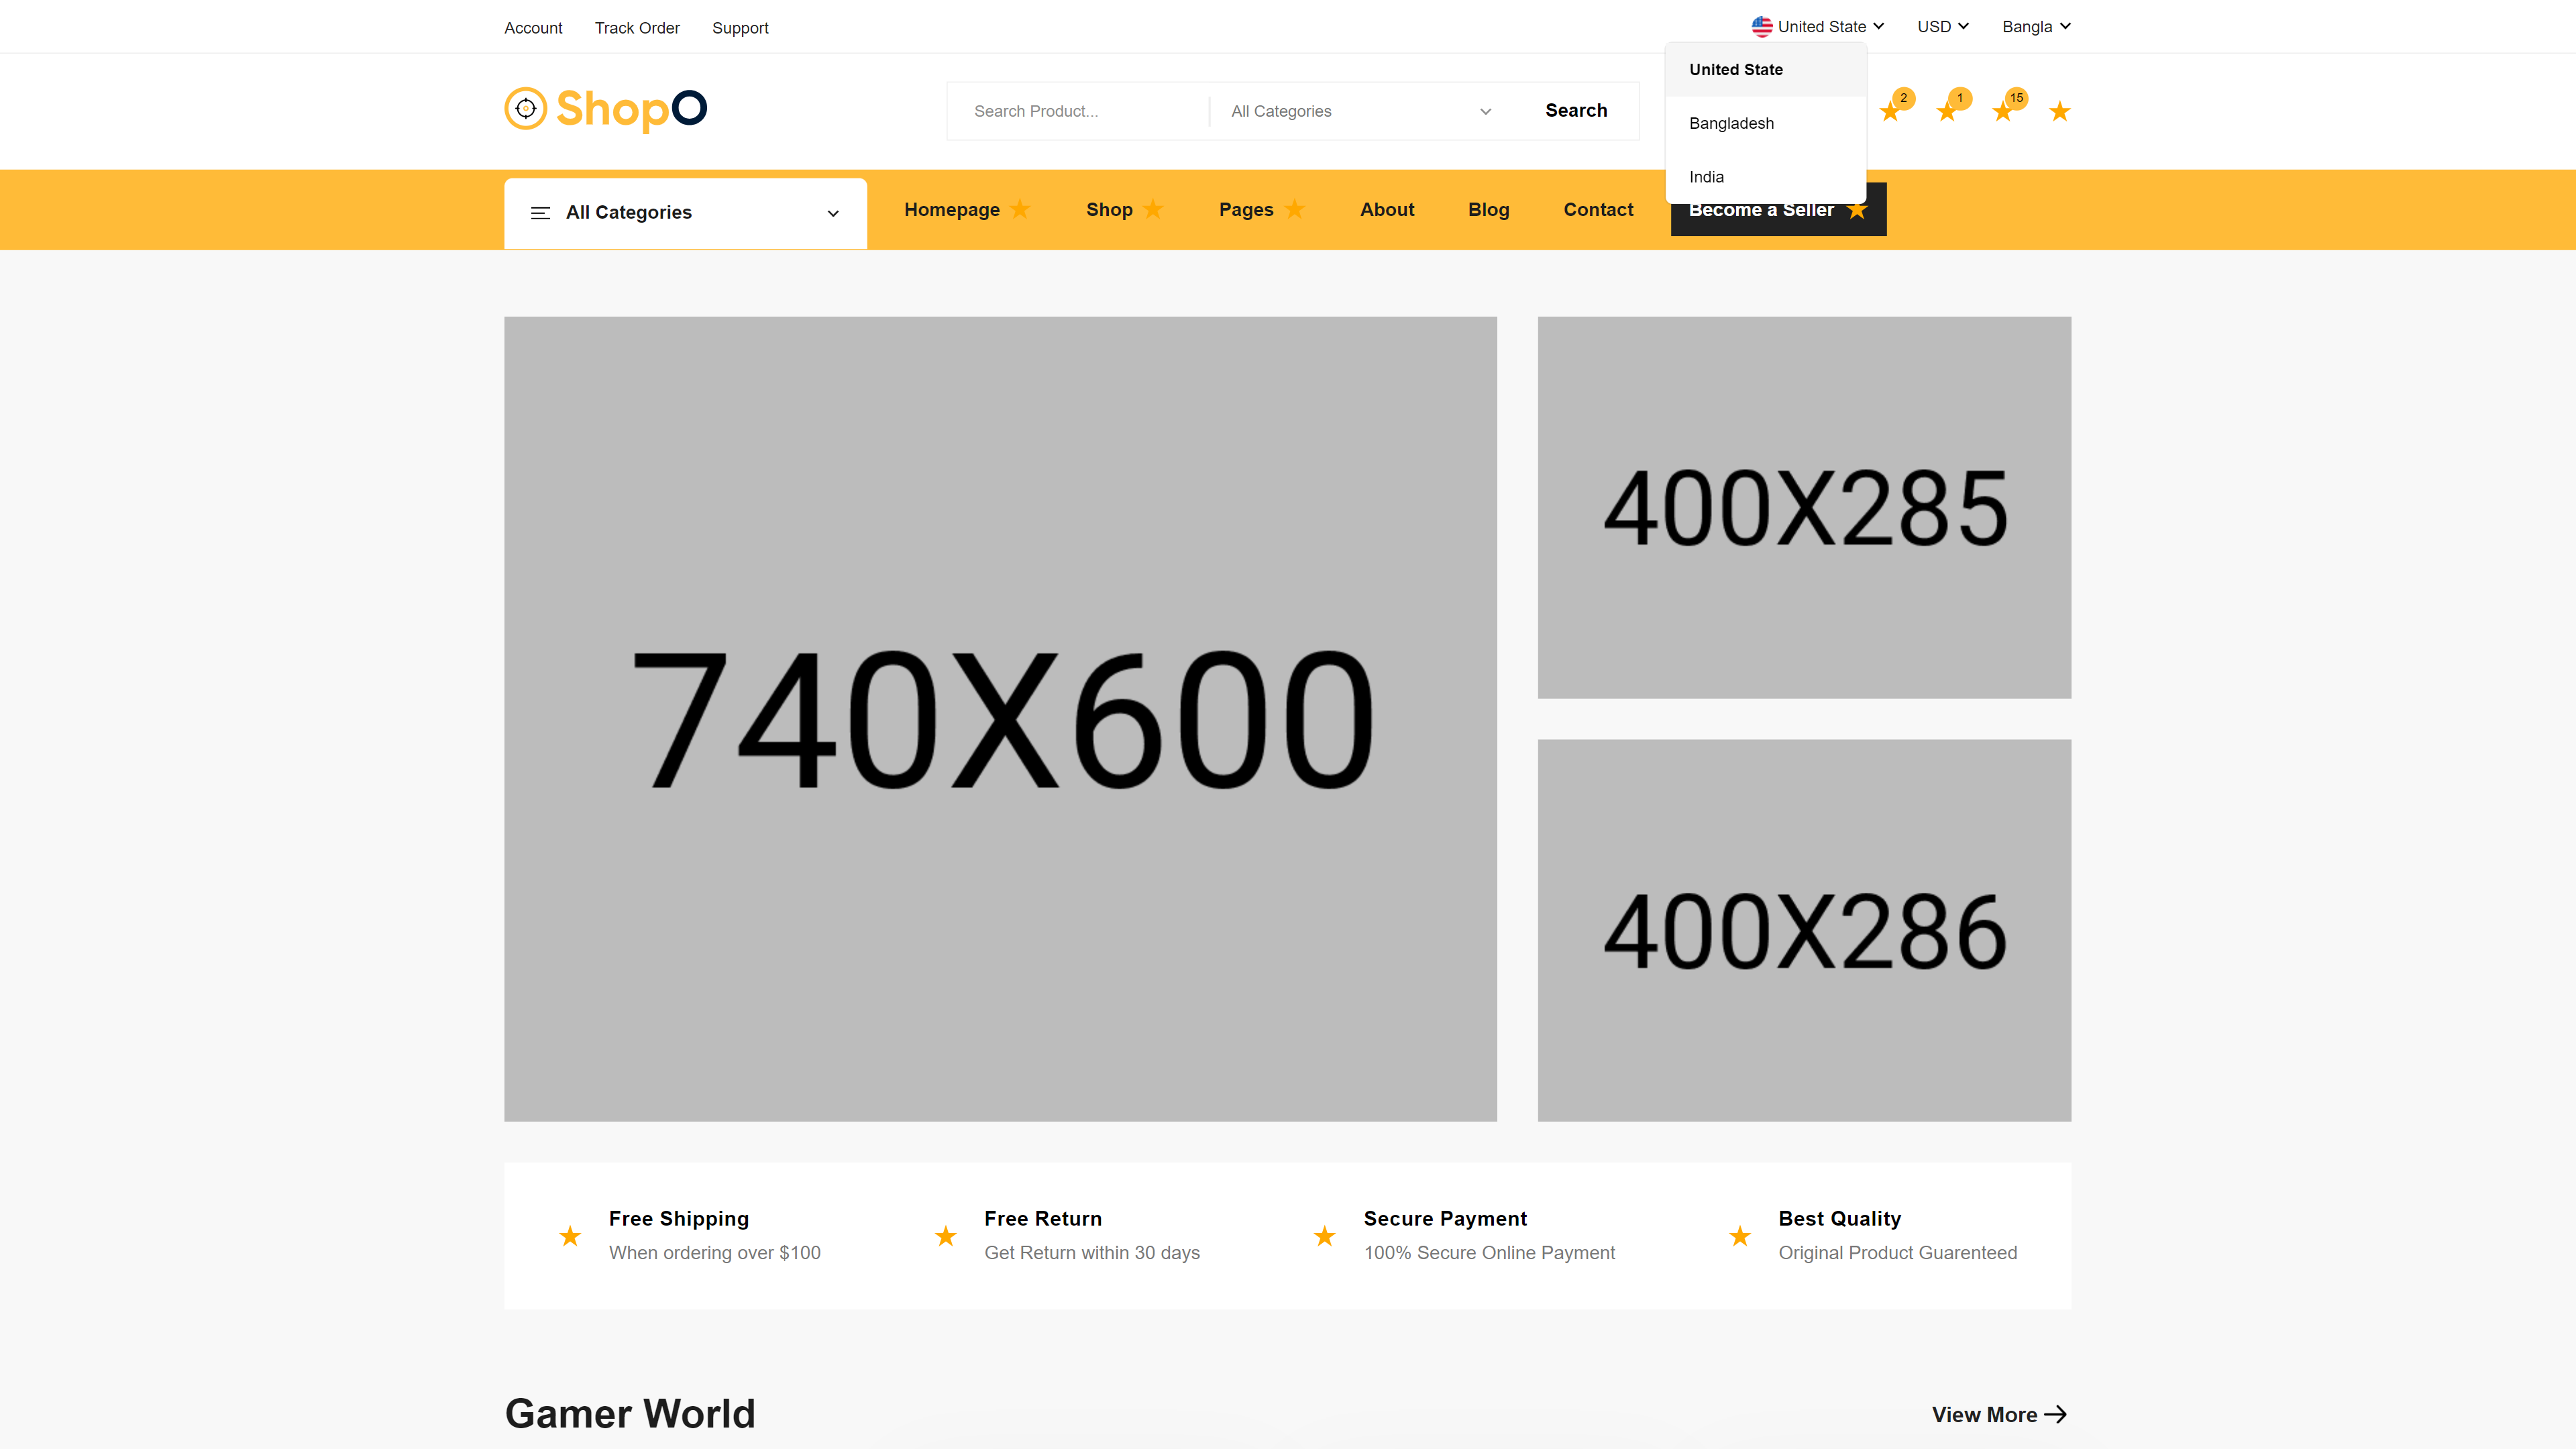 Account Track Order Support United State USD Bangla
United State
Bangladesh
India
ShopO Search Product... All Categories Search 2 1 15
All Categories Homepage Shop Pages About Blog Contact Become a Seller
740X600
400X285
400X286
Free Shipping
When ordering over $100
Free Return
Get Return within 30 days
Secure Payment
100% Secure Online Payment
Best Quality
Original Product Guarenteed
Gamer World View More